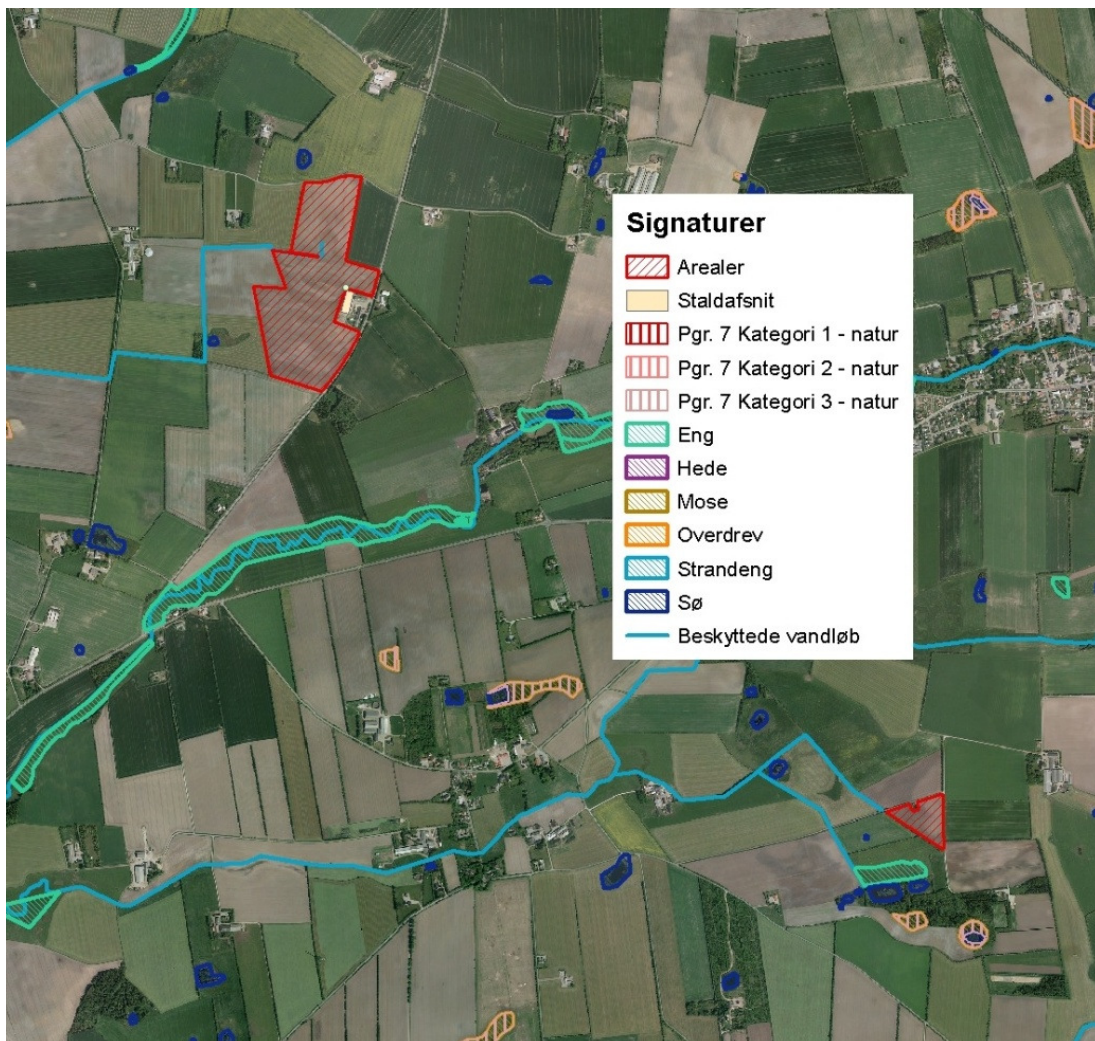 Signaturer
Arealer
Staldafsnit
Pgr. 7 Kategori 1 - natur
Pgr. 7 Kategori 2 - natur
Pgr. 7 Kategori 3 - natur
Eng
Hede
Mose
Overdrev
Strandeng
Sø
Beskyttede vandløb